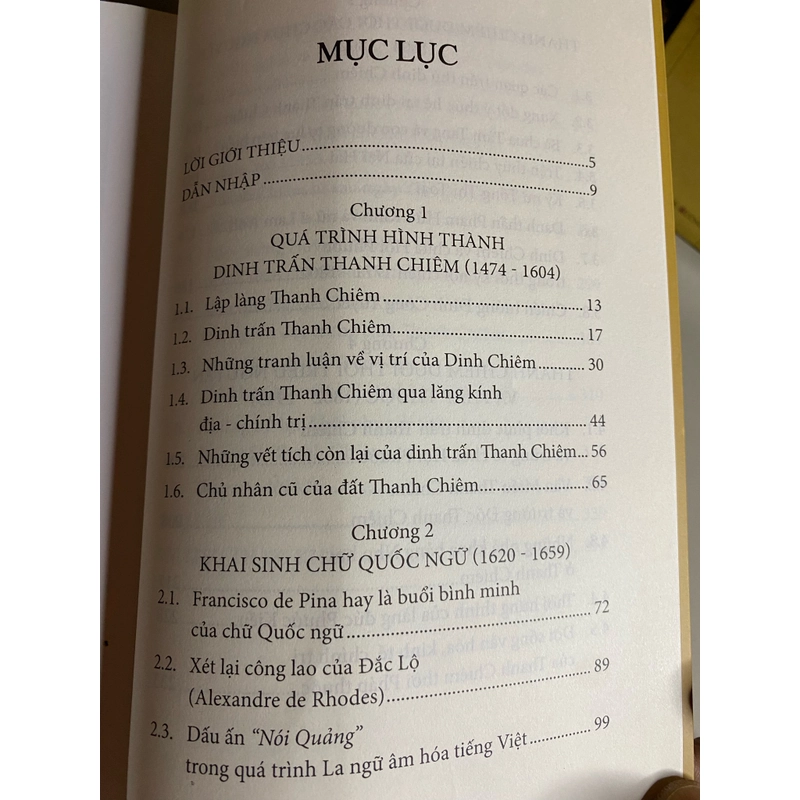 MỤC LỤC
LỜI GIỚI THIỆU.....5
DẪN NHẬP.....9
Chương 1
QUÁ TRÌNH HÌNH THÀNH
DINH TRẤN THANH CHIÊM (1474 - 1604)
1.1. Lập làng Thanh Chiêm.....13
1.2. Dinh trấn Thanh Chiêm.....17
1.3. Những tranh luận về vị trí của Dinh Chiêm.....30
1.4. Dinh trấn Thanh Chiêm qua lăng kính
địa - chính trị.....44
1.5. Những vết tích còn lại của dinh trấn Thanh Chiêm...56
1.6. Chủ nhân cũ của đất Thanh Chiêm.....65
Chương 2
KHAI SINH CHỮ QUỐC NGỮ (1620 - 1659)
2.1. Francisco de Pina hay là buổi bình minh
của chữ Quốc ngữ.....72
2.2. Xét lại công lao của Đắc Lộ
(Alexandre de Rhodes).....89
2.3. Dấu ấn “Nói Quảng”
trong quá trình La ngữ âm hóa tiếng Việt.....99